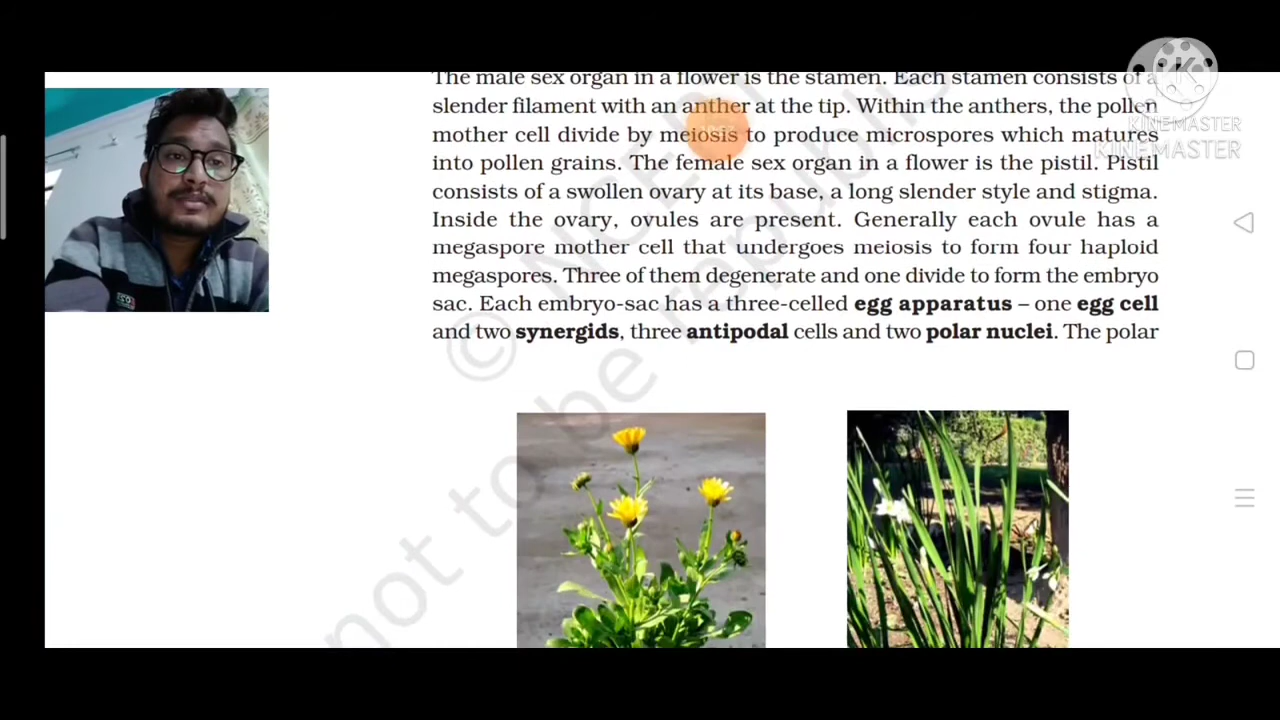 The male sex organ in a flower is the stamen. Each stamen consists of a
slender filament with an anther at the tip. Within the anthers, the pollen
mother cell divide by meiosis to produce microspores which matures
into pollen grains. The female sex organ in a flower is the pistil. Pistil
consists of a swollen ovary at its base, a long slender style and stigma.
Inside the ovary, ovules are present. Generally each ovule has a
megaspore mother cell that undergoes meiosis to form four haploid
megaspores. Three of them degenerate and one divide to form the embryo
sac. Each embryo-sac has a three-celled egg apparatus – one egg cell
and two synergids, three antipodal cells and two polar nuclei. The polar
KINEMASTER
KINEMASTER
©
not to be republis